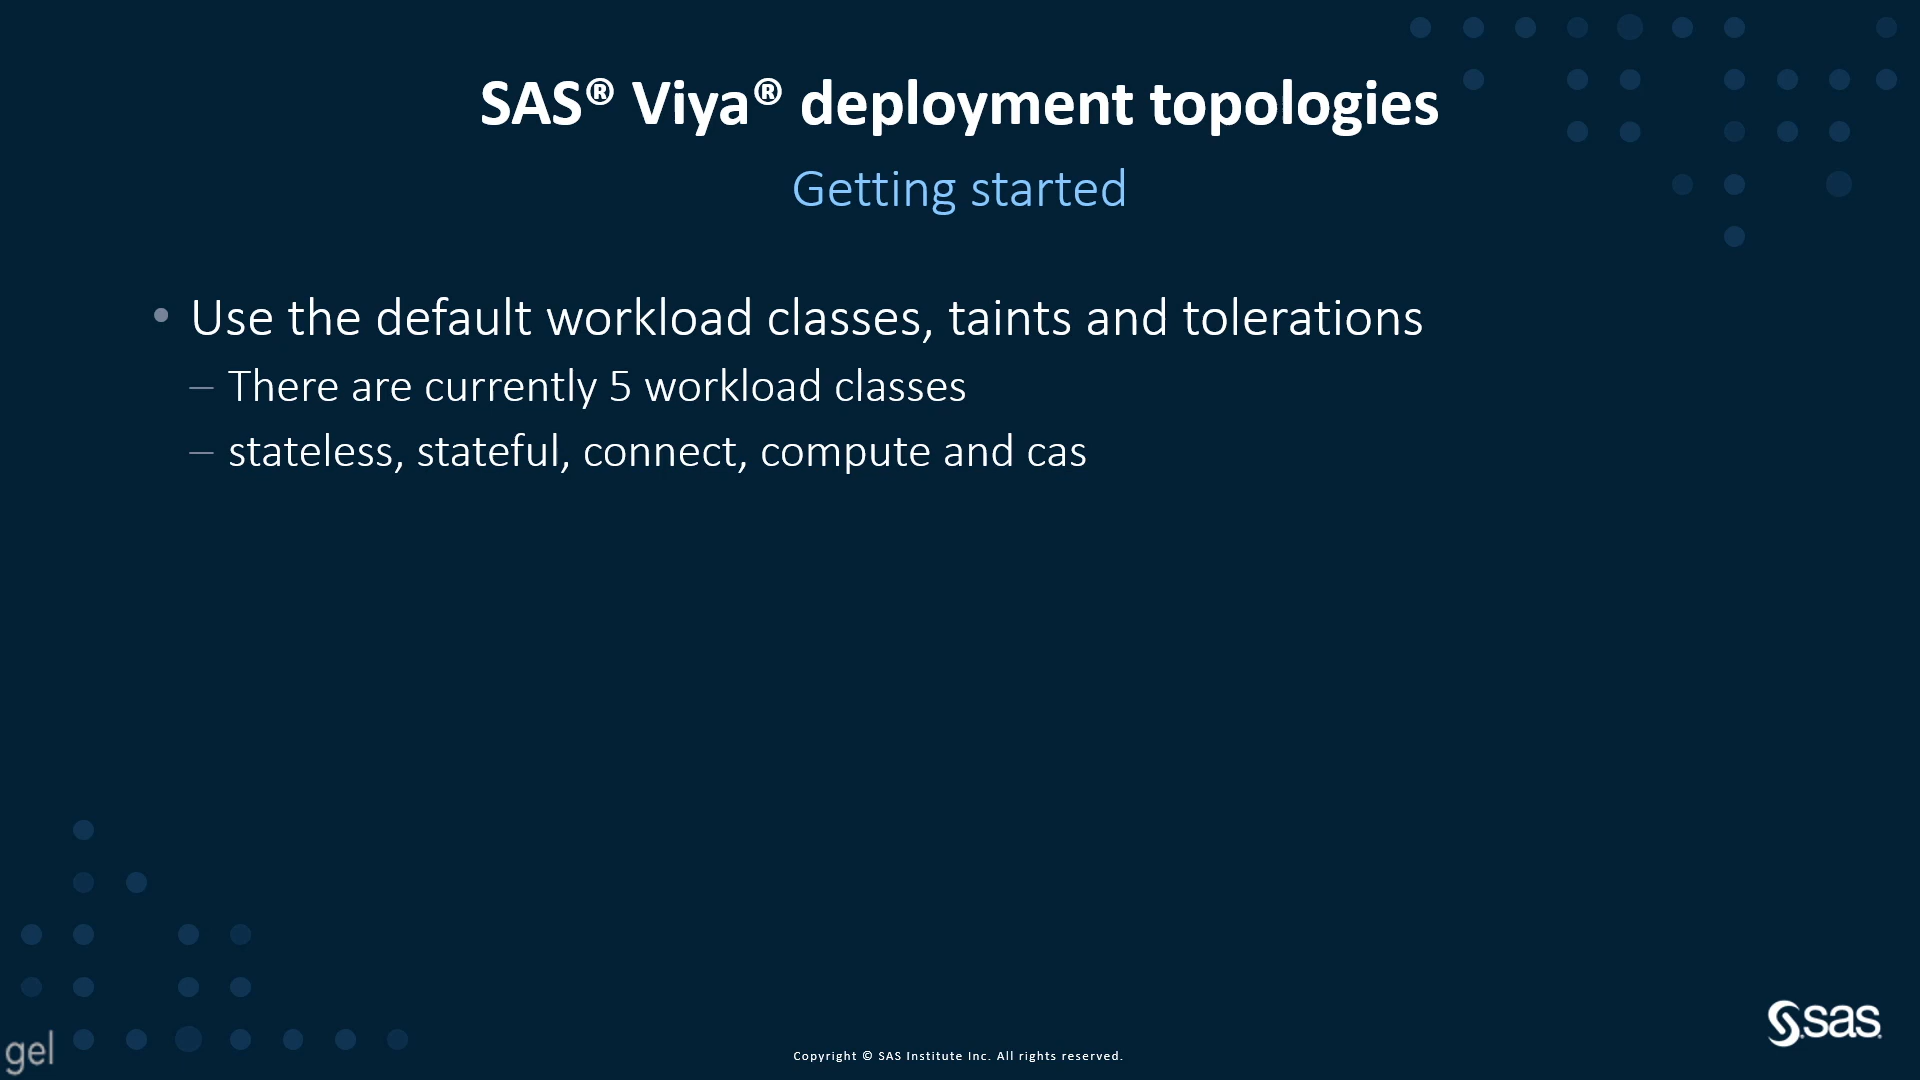 SAS® Viya® deployment topologies
Getting started
• Use the default workload classes, taints and tolerations
– There are currently 5 workload classes
– stateless, stateful, connect, compute and cas
gel
Copyright © SAS Institute Inc. All rights reserved.
sas